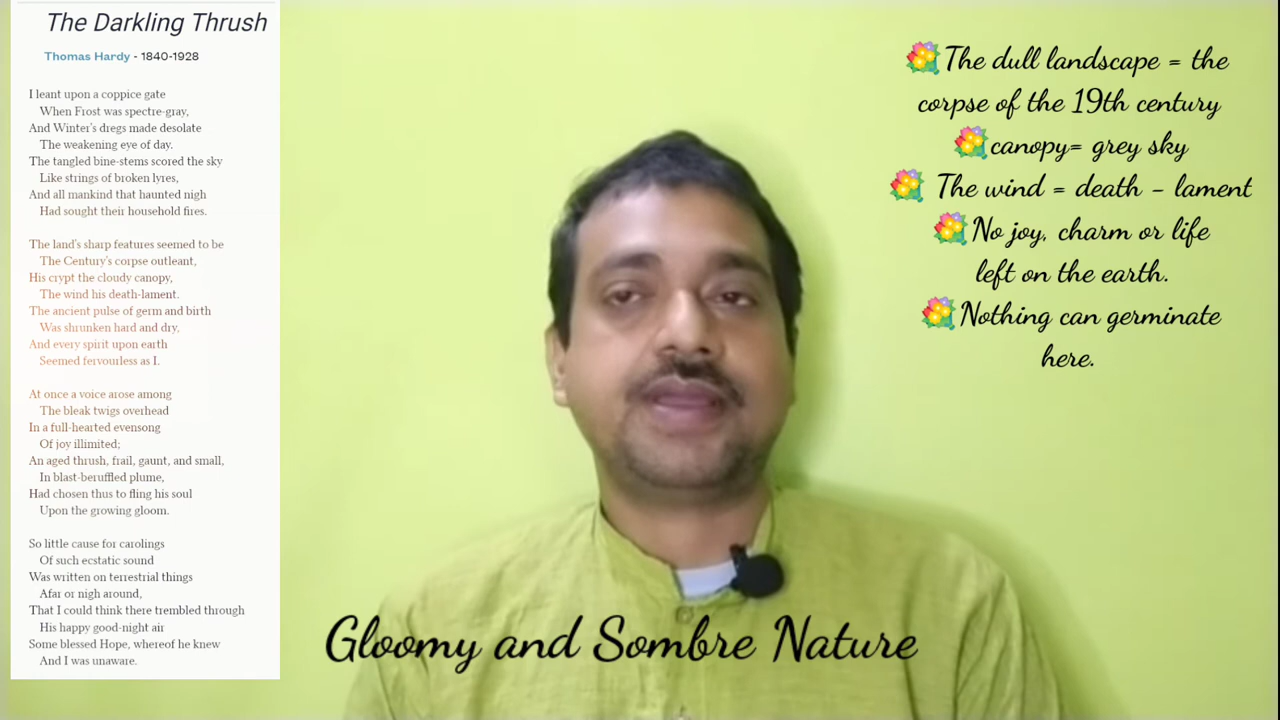 The Darkling Thrush
Thomas Hardy - 1840-1928
I leant upon a coppice gate
When Frost was spectre-gray,
And Winter's dregs made desolate
The weakening eye of day.
The tangled bine-stems scored the sky
Like strings of broken lyres,
And all mankind that haunted nigh
Had sought their household fires.
The land's sharp features seemed to be
The Century's corpse outleant,
His crypt the cloudy canopy,
The wind his death-lament.
The ancient pulse of germ and birth
Was shrunken hard and dry,
And every spirit upon earth
Seemed fervourless as I.
At once a voice arose among
The bleak twigs overhead
In a full-hearted evensong
Of joy illimited;
An aged thrush, frail, gaunt, and small,
In blast-beruffled plume,
Had chosen thus to fling his soul
Upon the growing gloom.
So little cause for carolings
Of such ecstatic sound
Was written on terrestrial things
Afar or nigh around,
That I could think there trembled through
His happy good-night air
Some blessed Hope, whereof he knew
And I was unaware.
The dull landscape = the
corpse of the 19th century
canopy= grey sky
The wind = death - lament
No joy, charm or life
left on the earth.
Nothing can germinate
here.
Gloomy and Sombre Nature